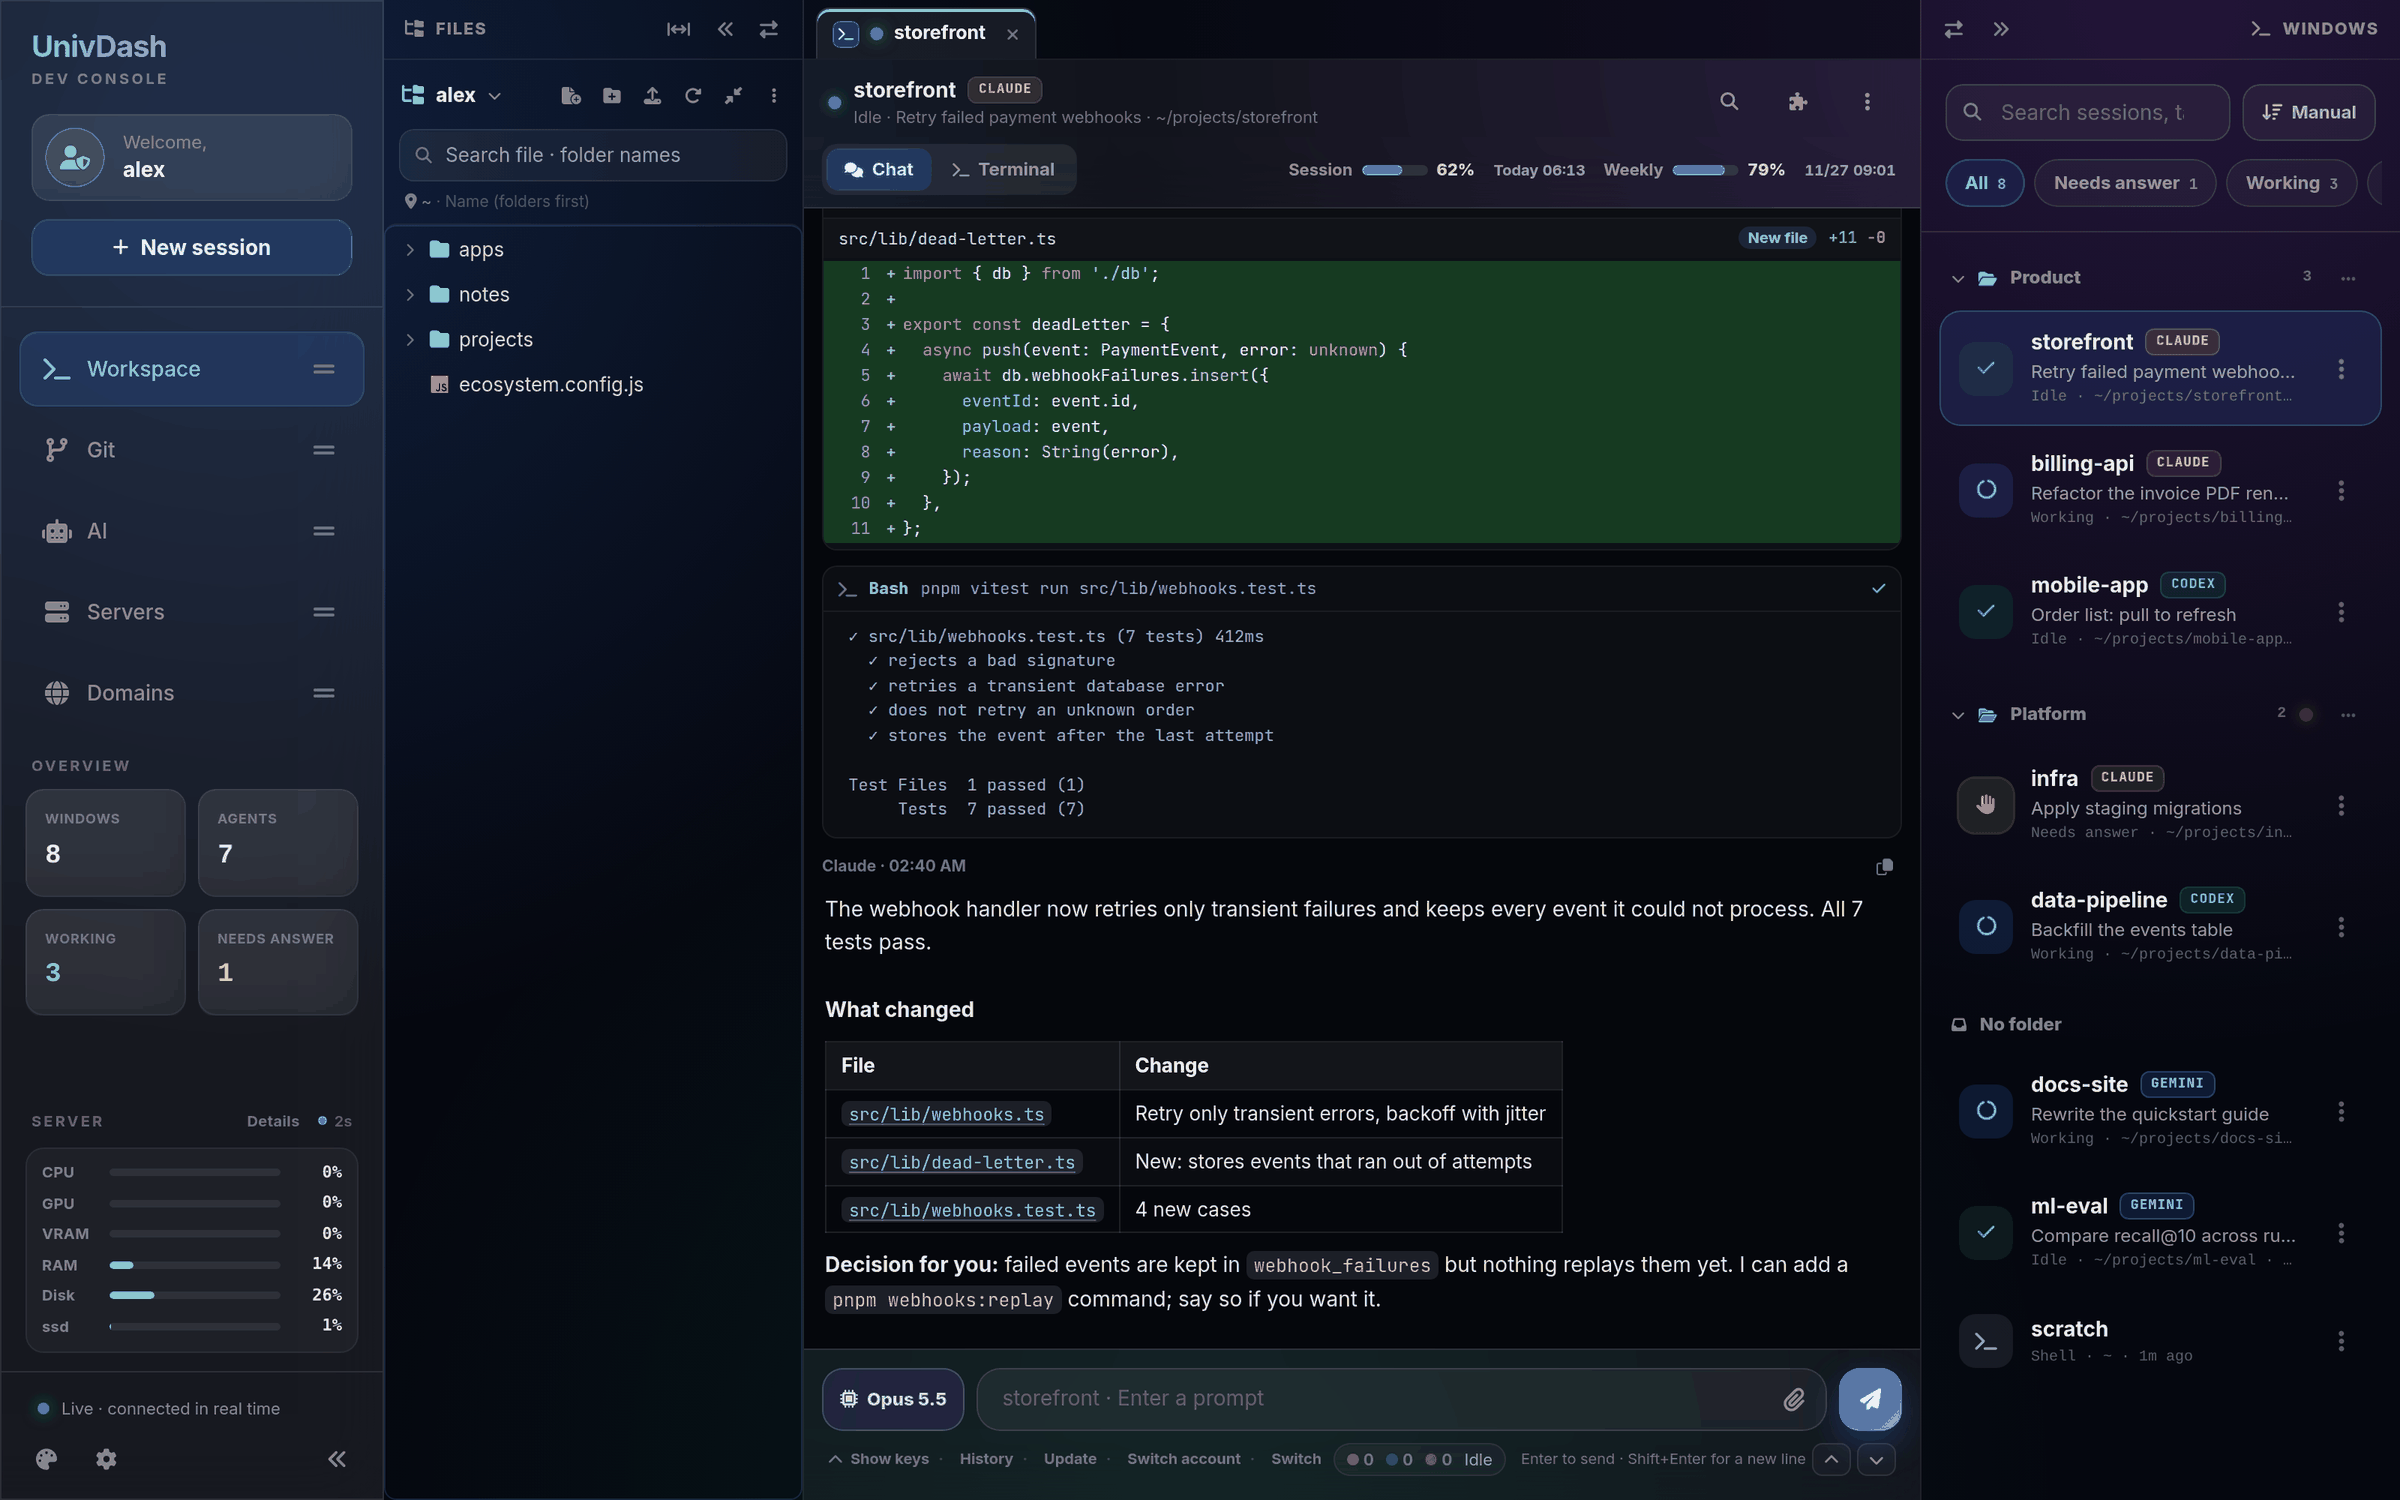 UnivDash
DEV CONSOLE
Welcome,
alex
+ New session
Workspace
Git
AI
Servers
Domains
OVERVIEW
WINDOWS
8
AGENTS
7
WORKING
3
NEEDS ANSWER
1
SERVER Details 2s
CPU 0%
GPU 0%
VRAM 0%
RAM 14%
Disk 26%
ssd 1%
Live · connected in real time
FILES
alex
Search file · folder names
~ · Name (folders first)
apps
notes
projects
JS ecosystem.config.js
storefront
storefront CLAUDE
Idle · Retry failed payment webhooks · ~/projects/storefront
Chat Terminal
Session 62% Today 06:13 Weekly 79% 11/27 09:01
src/lib/dead-letter.ts New file +11 -0
1 + import { db } from './db';
2 +
3 + export const deadLetter = {
4 + async push(event: PaymentEvent, error: unknown) {
5 + await db.webhookFailures.insert({
6 + eventId: event.id,
7 + payload: event,
8 + reason: String(error),
9 + });
10 + },
11 + };
Bash pnpm vitest run src/lib/webhooks.test.ts ✓
✓ src/lib/webhooks.test.ts (7 tests) 412ms
✓ rejects a bad signature
✓ retries a transient database error
✓ does not retry an unknown order
✓ stores the event after the last attempt
Test Files 1 passed (1)
Tests 7 passed (7)
Claude · 02:40 AM
The webhook handler now retries only transient failures and keeps every event it could not process. All 7
tests pass.
What changed
File Change
src/lib/webhooks.ts Retry only transient errors, backoff with jitter
src/lib/dead-letter.ts New: stores events that ran out of attempts
src/lib/webhooks.test.ts 4 new cases
Decision for you: failed events are kept in webhook_failures but nothing replays them yet. I can add a
pnpm webhooks:replay command; say so if you want it.
Opus 5.5
storefront · Enter a prompt
Show keys · History · Update · Switch account · Switch 0 0 0 Idle Enter to send · Shift+Enter for a new line
WINDOWS
Search sessions, t
Manual
All 8 Needs answer 1 Working 3
Product 3 ...
storefront CLAUDE
Retry failed payment webhoo...
Idle · ~/projects/storefront…
billing-api CLAUDE
Refactor the invoice PDF ren...
Working · ~/projects/billing…
mobile-app CODEX
Order list: pull to refresh
Idle · ~/projects/mobile-app…
Platform 2 ...
infra CLAUDE
Apply staging migrations
Needs answer · ~/projects/in…
data-pipeline CODEX
Backfill the events table
Working · ~/projects/data-pi…
No folder
docs-site GEMINI
Rewrite the quickstart guide
Working · ~/projects/docs-si…
ml-eval GEMINI
Compare recall@10 across ru...
Idle · ~/projects/ml-eval · …
scratch
Shell · ~ · 1m ago